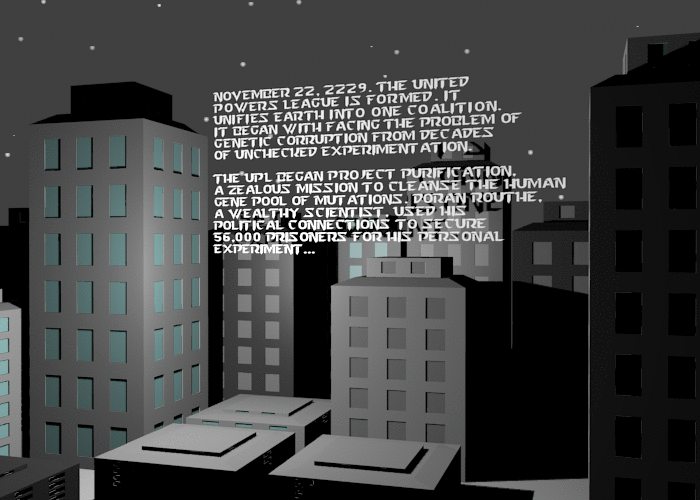 NOVEMBER 22, 2229. THE UNITED
POWERS LEAGUE IS FORMED. IT
UNIFIES EARTH INTO ONE COALITION.
IT BEGAN WITH FACING THE PROBLEM OF
GENETIC CORRUPTION FROM DECADES
OF UNCHECKED EXPERIMENTATION.
THE UPL BEGAN PROJECT PURIFICATION,
A ZEALOUS MISSION TO CLEANSE THE HUMAN
GENE POOL OF MUTATIONS. DORAN ROUTHE,
A WEALTHY SCIENTIST, USED HIS
POLITICAL CONNECTIONS TO SECURE
56,000 PRISONERS FOR HIS PERSONAL
EXPERIMENT...